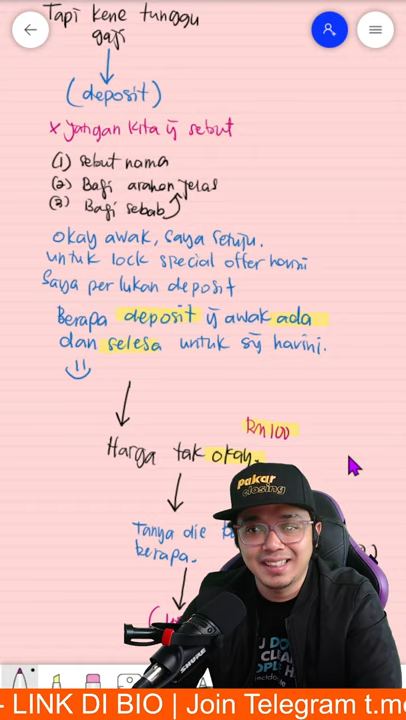 Tapi kene tunggu
gaji
(deposit)
x jangan kita yg sebut
(1) sebut nama
(2) Bagi arahan jelas
(3) Bagi sebab
okay awak, saya setuju.
untuk lock special offer harini
saya perlukan deposit
Berapa deposit yg awak ada
dan selesa untuk sy harini.
RM100
Harga tak okay.
Tanya die
berapa.
pakar
closing
SHURE
- LINK DI BIO | Join Telegram t.me